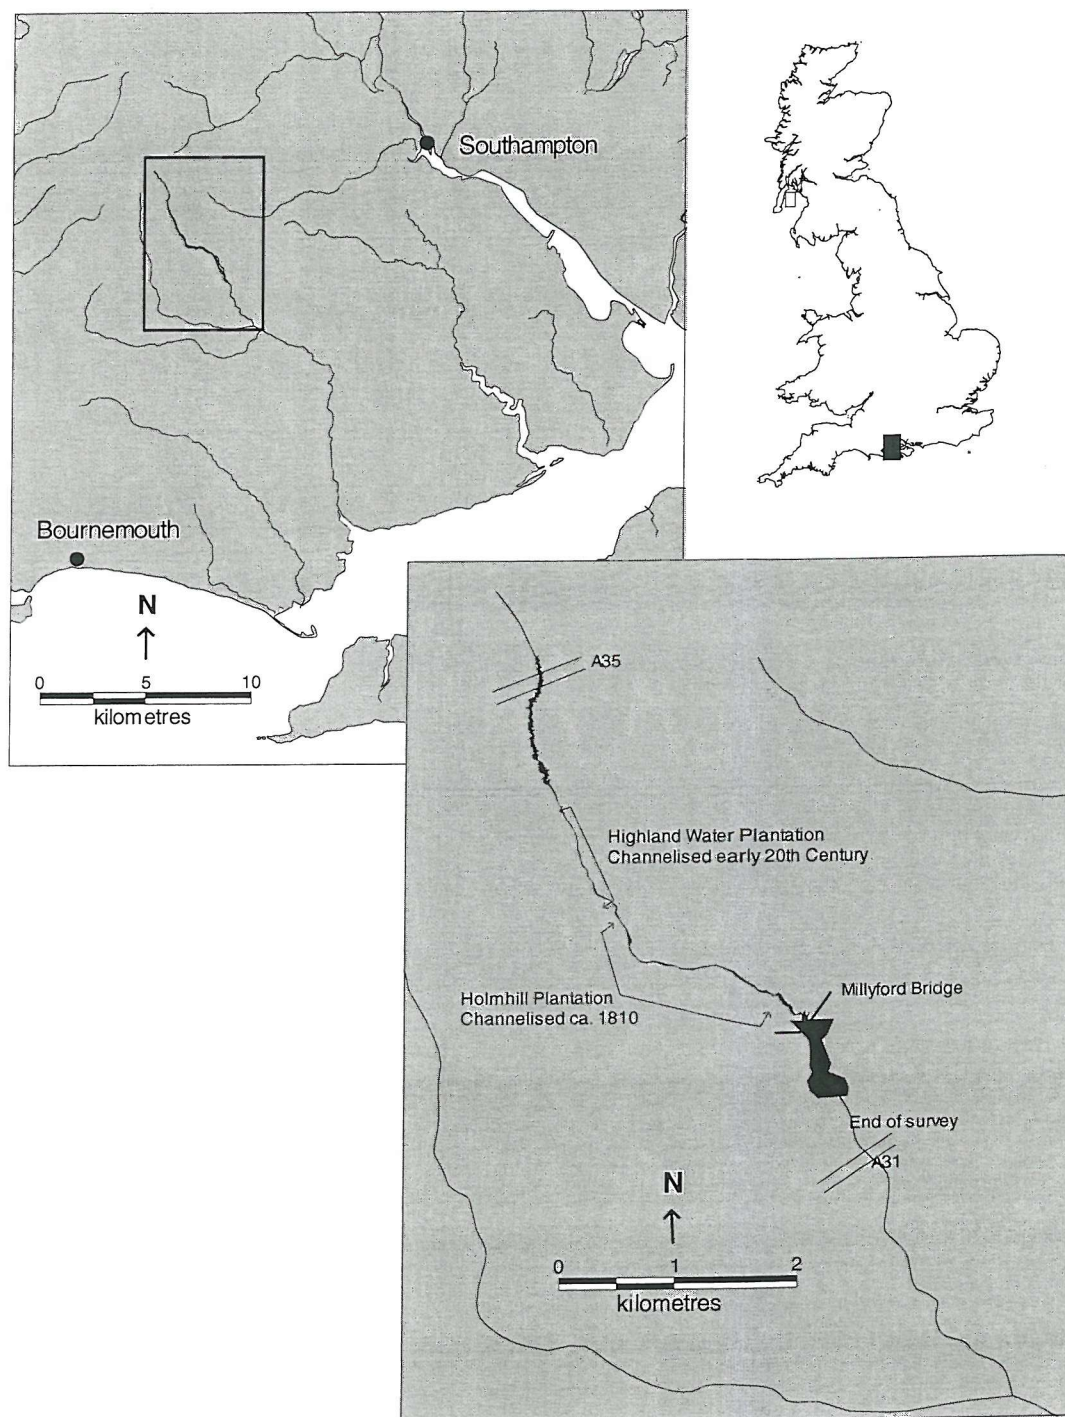 Southampton
Bournemouth
N
0 5 10
kilometres
A35
Highland Water Plantation
Channelised early 20th Century
Millyford Bridge
Holmhill Plantation
Channelised ca. 1810
End of survey
A31
N
0 1 2
kilometres